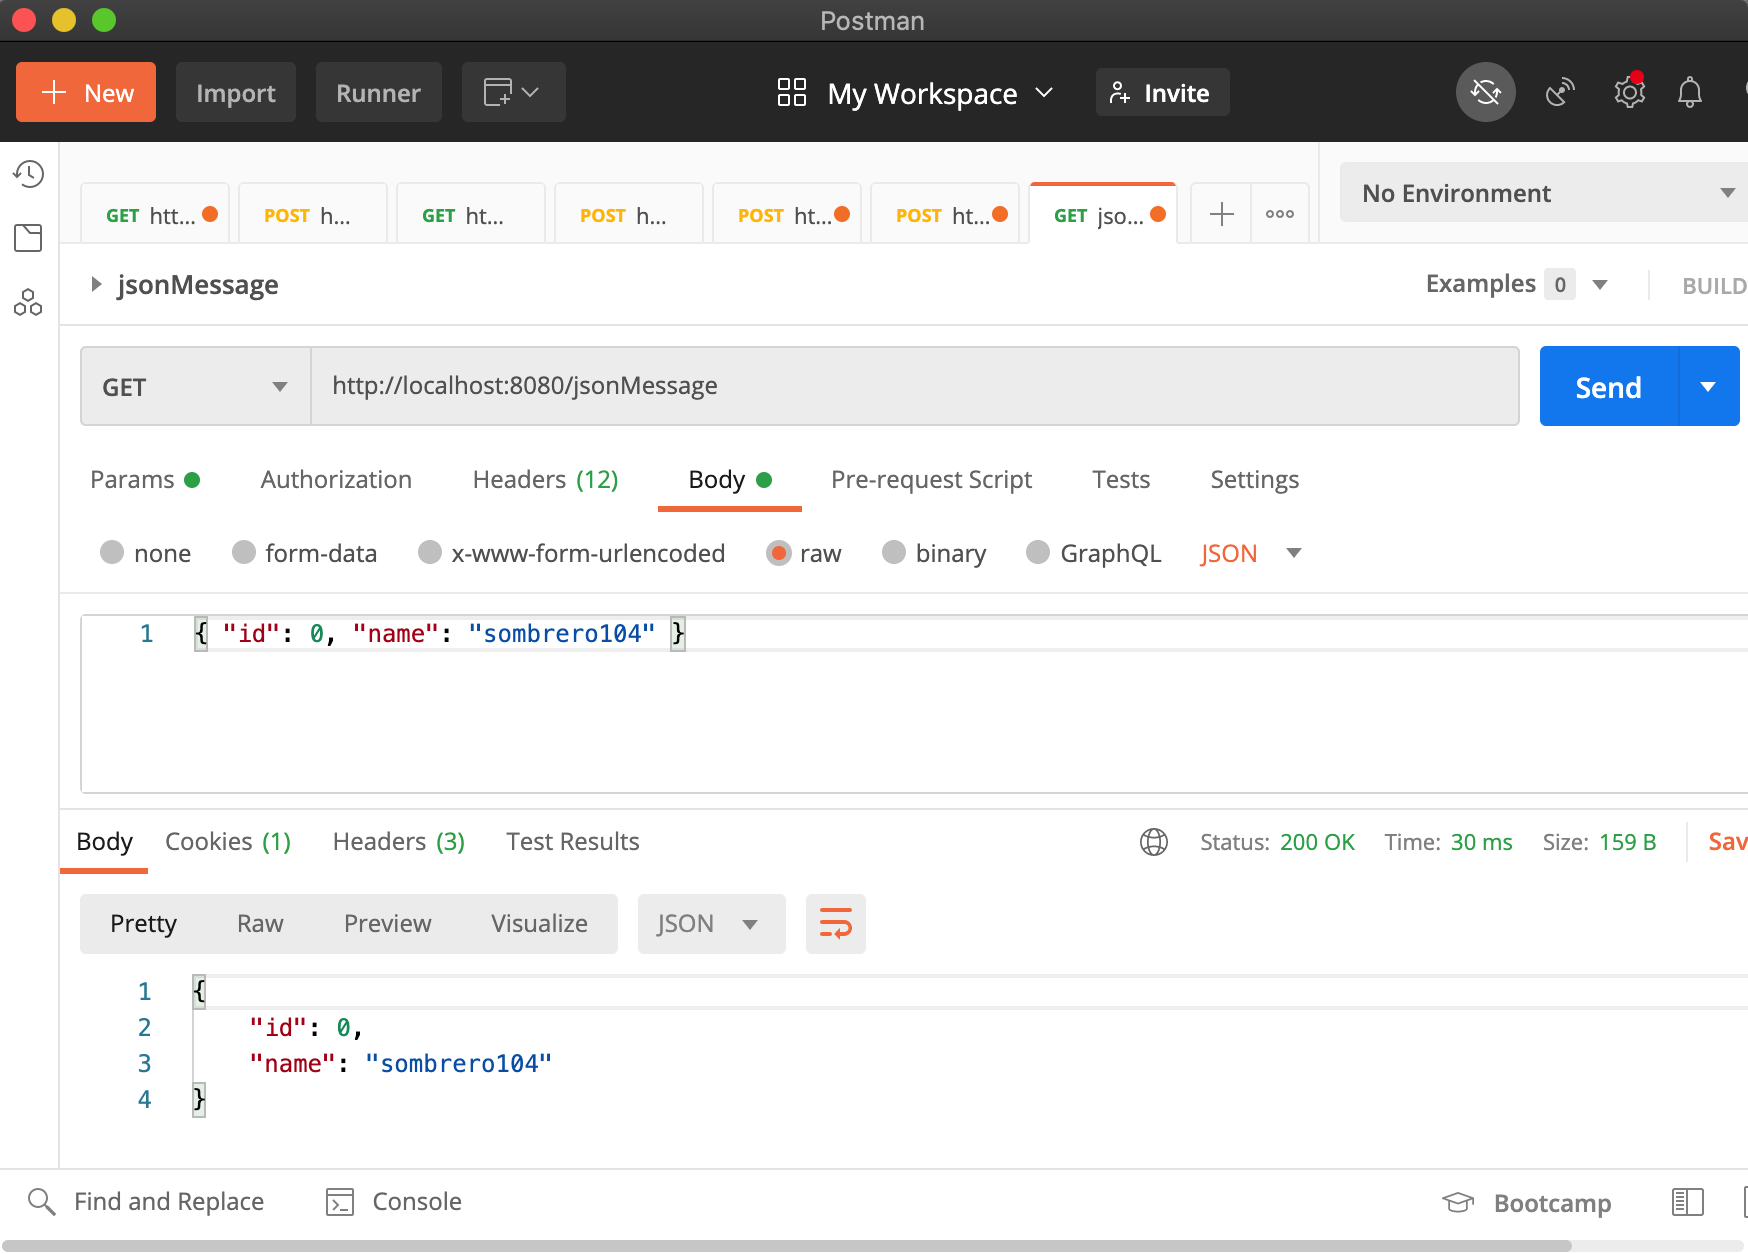 Postman
New Import Runner My Workspace Invite
GET htt... POST h... GET ht... POST h... POST ht... POST ht... GET jso... No Environment
jsonMessage Examples 0 BUILD
GET http://localhost:8080/jsonMessage Send
Params Authorization Headers (12) Body Pre-request Script Tests Settings
none form-data x-www-form-urlencoded raw binary GraphQL JSON
1 { "id": 0, "name": "sombrero104" }
Body Cookies (1) Headers (3) Test Results Status: 200 OK Time: 30 ms Size: 159 B Sav
Pretty Raw Preview Visualize JSON
1 {
2 "id": 0,
3 "name": "sombrero104"
4 }
Find and Replace Console Bootcamp